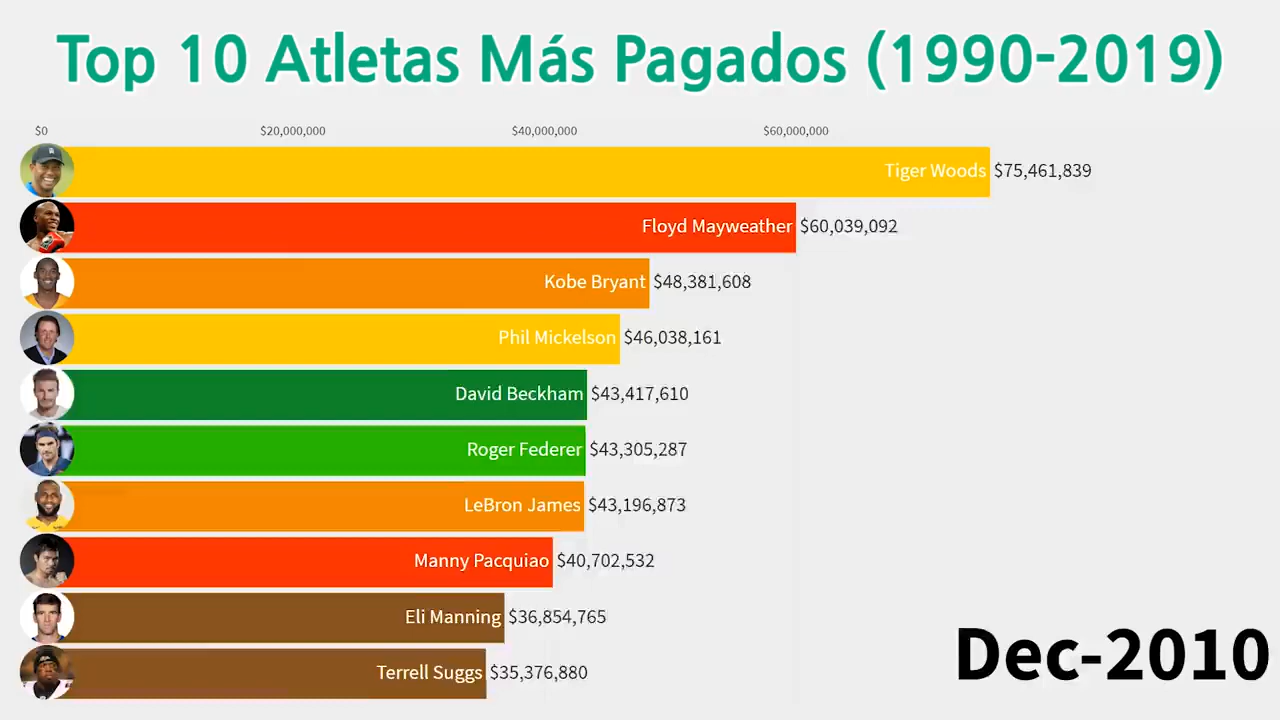 Top 10 Atletas Más Pagados (1990-2019)
$0 $20,000,000 $40,000,000 $60,000,000
Tiger Woods $75,461,839
Floyd Mayweather $60,039,092
Kobe Bryant $48,381,608
Phil Mickelson $46,038,161
David Beckham $43,417,610
Roger Federer $43,305,287
LeBron James $43,196,873
Manny Pacquiao $40,702,532
Eli Manning $36,854,765
Terrell Suggs $35,376,880
Dec-2010